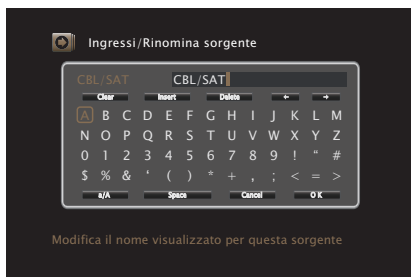 Ingressi/Rinomina sorgente
CBL/SAT CBL/SAT
Clear Insert Delete ← →
A B C D E F G H I J K L M
N O P Q R S T U V W X Y Z
0 1 2 3 4 5 6 7 8 9 ! “ #
$ % & ‘ ( ) * + , ; < = >
a/A Space Cancel OK
Modifica il nome visualizzato per questa sorgente